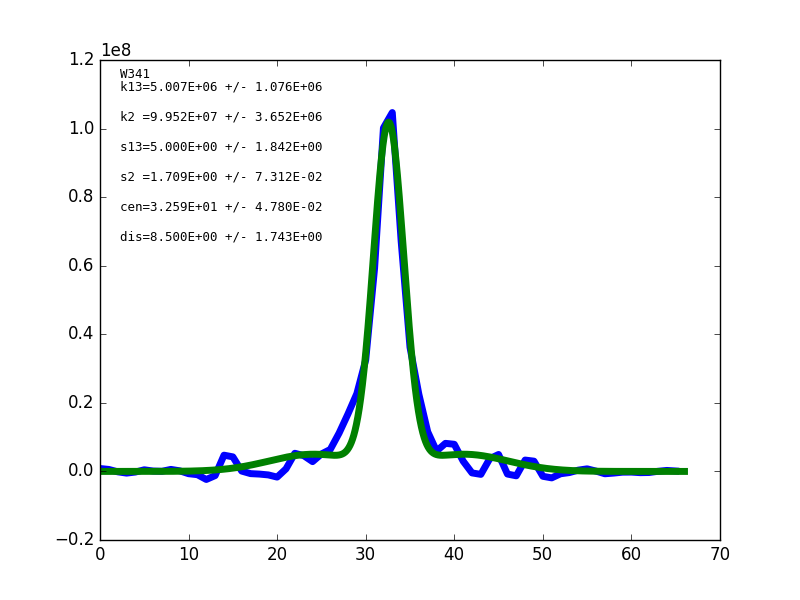 1e8
1.2
W341
k13=5.007E+06 +/- 1.076E+06
k2 =9.952E+07 +/- 3.652E+06
1.0
s13=5.000E+00 +/- 1.842E+00
s2 =1.709E+00 +/- 7.312E-02
0.8
cen=3.259E+01 +/- 4.780E-02
dis=8.500E+00 +/- 1.743E+00
0.6
0.4
0.2
0.0
−0.2
0 10 20 30 40 50 60 70